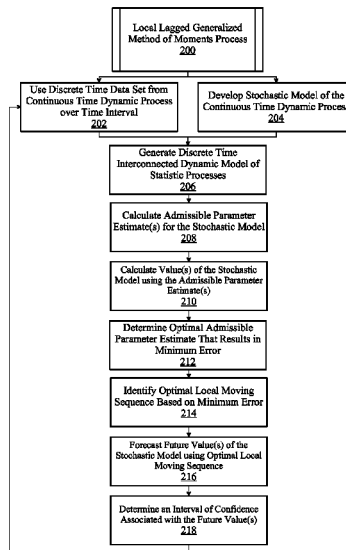 Local Lagged Generalized
Method of Moments Process
200
Use Discrete Time Data Set from
Continuous Time Dynamic Process
over Time Interval
202
Develop Stochastic Model of the
Continuous Time Dynamic Process
204
Generate Discrete Time
Interconnected Dynamic Model of
Statistic Processes
206
Calculate Admissible Parameter
Estimate(s) for the Stochastic Model
208
Calculate Value(s) of the Stochastic
Model using the Admissible Parameter
Estimate(s)
210
Determine Optimal Admissible
Parameter Estimate That Results in
Minimum Error
212
Identify Optimal Local Moving
Sequence Based on Minimum Error
214
Forecast Future Value(s) of the
Stochastic Model using Optimal Local
Moving Sequence
216
Determine an Interval of Confidence
Associated with the Future Value(s)
218